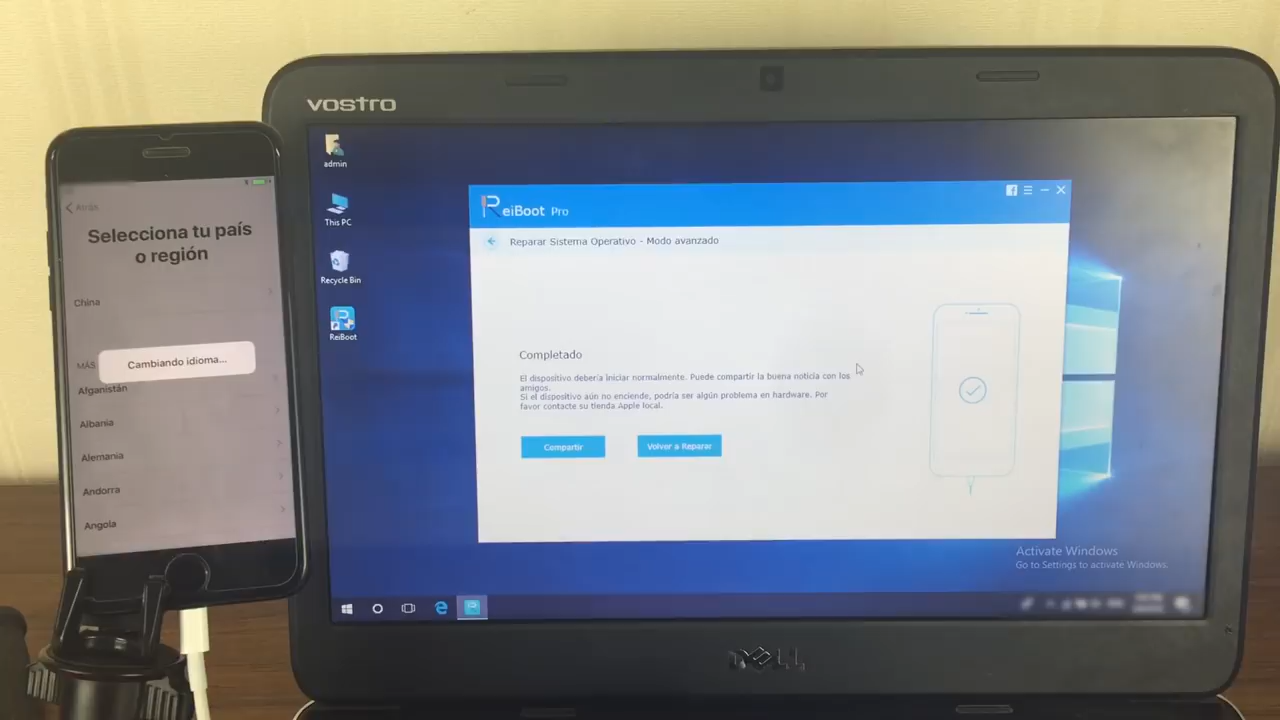 Atrás
Selecciona tu país
o región
China
MÁS
Cambiando idioma...
Afganistán
Albania
Alemania
Andorra
Angola
vostro
admin
This PC
Recycle Bin
ReiBoot
ReiBoot Pro
Reparar Sistema Operativo - Modo avanzado
Completado
El dispositivo debería iniciar normalmente. Puede compartir la buena noticia con los
amigos.
Si el dispositivo aún no enciende, podría ser algún problema en hardware. Por
favor contacte su tienda Apple local.
Compartir
Volver a Reparar
Activate Windows
Go to Settings to activate Windows.
DELL